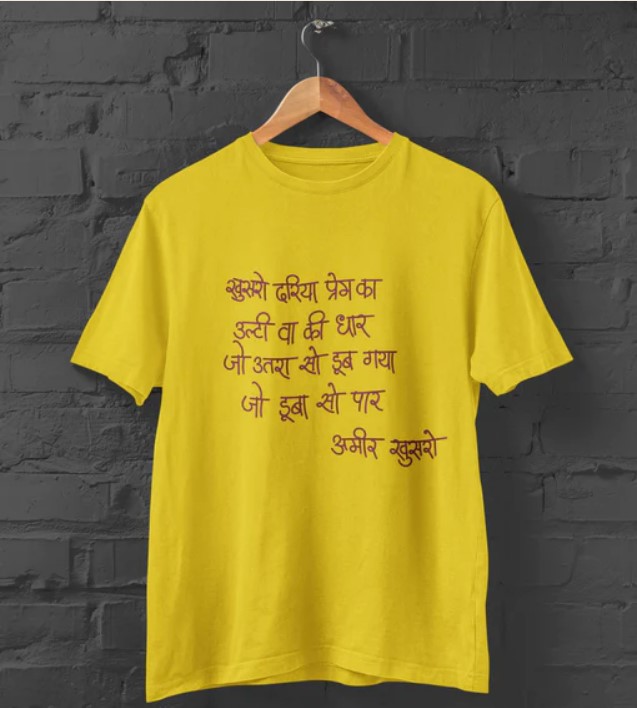 खुसरो दरिया प्रेम का
उल्टी वा की धार
जो उतरा सो डूब गया
जो डूबा सो पार
अमीर खुसरो